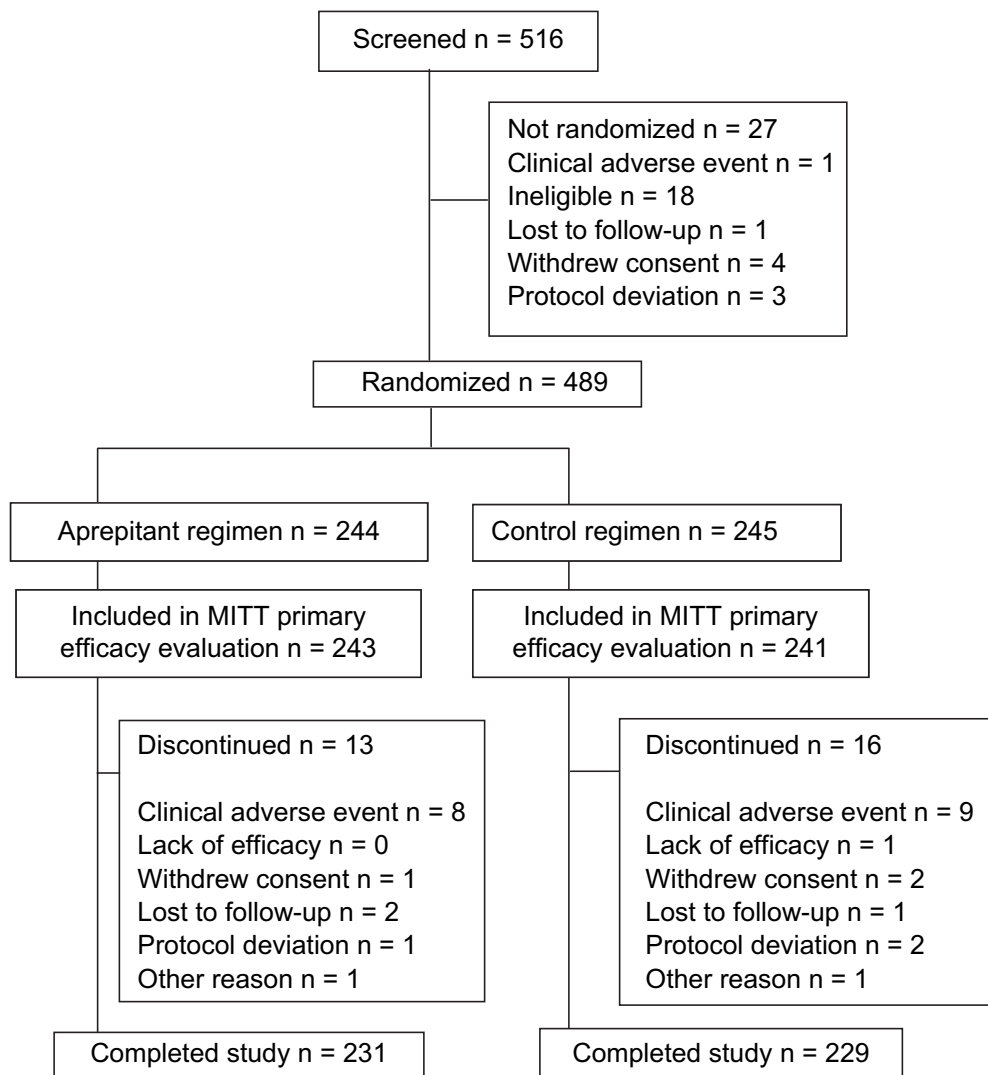 Screened n = 516
Not randomized n = 27
Clinical adverse event n = 1
Ineligible n = 18
Lost to follow-up n = 1
Withdrew consent n = 4
Protocol deviation n = 3
Randomized n = 489
Aprepitant regimen n = 244
Control regimen n = 245
Included in MITT primary
efficacy evaluation n = 243
Included in MITT primary
efficacy evaluation n = 241
Discontinued n = 13
Clinical adverse event n = 8
Lack of efficacy n = 0
Withdrew consent n = 1
Lost to follow-up n = 2
Protocol deviation n = 1
Other reason n = 1
Discontinued n = 16
Clinical adverse event n = 9
Lack of efficacy n = 1
Withdrew consent n = 2
Lost to follow-up n = 1
Protocol deviation n = 2
Other reason n = 1
Completed study n = 231
Completed study n = 229